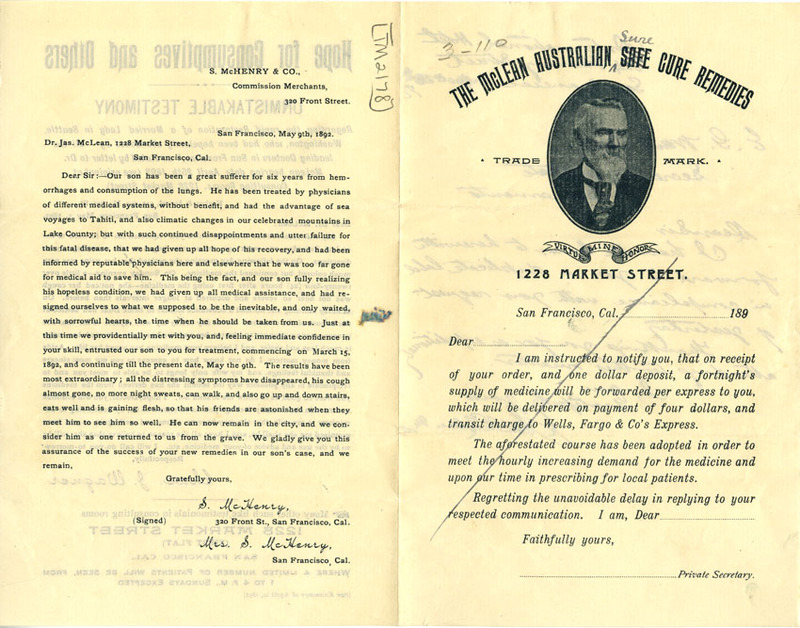 S. McHENRY & CO.,
Commission Merchants,
320 Front Street.
San Francisco, May 9th, 1892.
Dr. Jas. McLean, 1228 Market Street,
San Francisco, Cal.
Dear Sir:—Our son has been a great sufferer for six years from hem-
orrhages and consumption of the lungs. He has been treated by physicians
of different medical systems, without benefit, and had the advantage of sea
voyages to Tahiti, and also climatic changes in our celebrated mountains in
Lake County; but with such continued disappointments and utter failure for
this fatal disease, that we had given up all hope of his recovery, and had been
informed by reputable physicians here and elsewhere that he was too far gone
for medical aid to save him. This being the fact, and our son fully realizing
his hopeless condition, we had given up all medical assistance, and had re-
signed ourselves to what we supposed to be the inevitable, and only waited,
with sorrowful hearts, the time when he should be taken from us. Just at
this time we providentially met with you, and, feeling immediate confidence in
your skill, entrusted our son to you for treatment, commencing on March 15,
1892, and continuing till the present date, May the 9th. The results have been
most extraordinary; all the distressing symptoms have disappeared, his cough
almost gone, no more night sweats, can walk, and also go up and down stairs,
eats well and is gaining flesh, so that his friends are astonished when they
meet him to see him so well. He can now remain in the city, and we con-
sider him as one returned to us from the grave. We gladly give you this
assurance of the success of your new remedies in our son's case, and we
remain,
Gratefully yours,
S. McHenry,
(Signed) 320 Front St., San Francisco, Cal.
Mrs. S. McHenry,
San Francisco, Cal.
TM2178
3-110
Sure
THE McLEAN AUSTRALIAN SAFE CURE REMEDIES
· TRADE MARK. ·
VIRTUE MINE HONOR
1228 MARKET STREET.
San Francisco, Cal. 189
Dear
I am instructed to notify you, that on receipt
of your order, and one dollar deposit, a fortnight's
supply of medicine will be forwarded per express to you,
which will be delivered on payment of four dollars, and
transit charge to Wells, Fargo & Co's Express.
The aforestated course has been adopted in order to
meet the hourly increasing demand for the medicine and
upon our time in prescribing for local patients.
Regretting the unavoidable delay in replying to your
respected communication. I am, Dear
Faithfully yours,
Private Secretary.
Hope for Consumptives and Others
UNMISTAKABLE TESTIMONY
1228 MARKET STREET